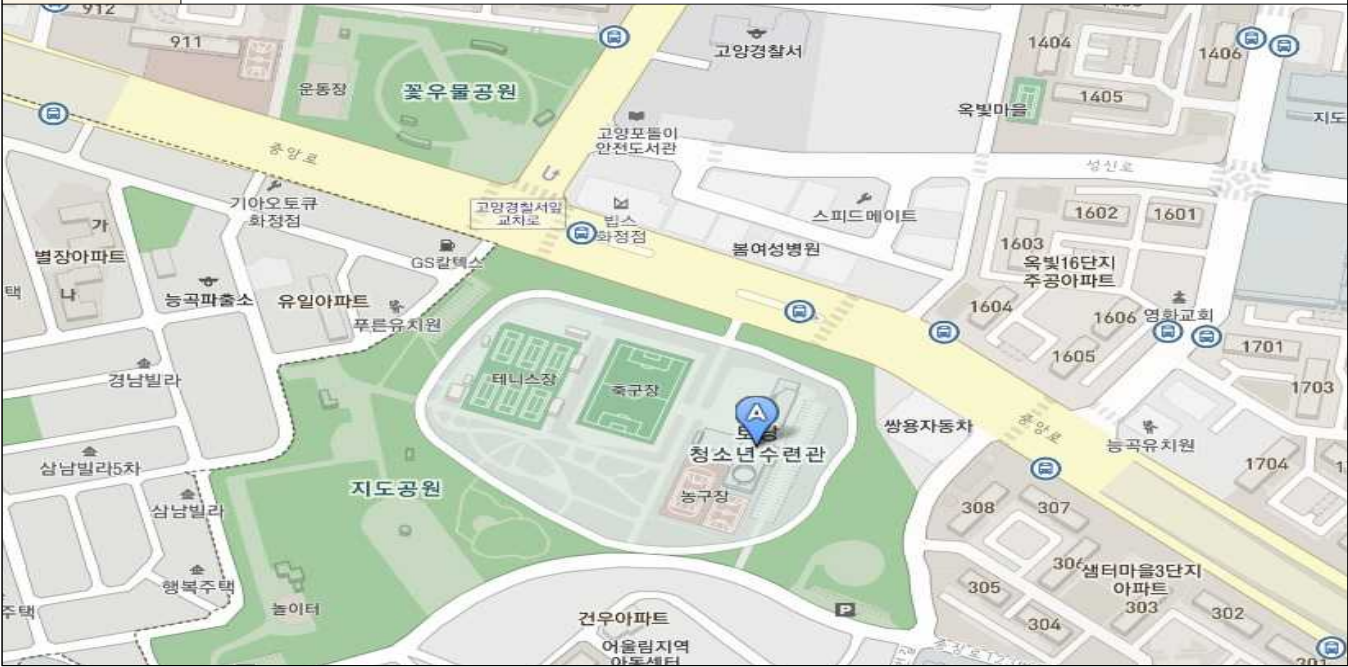 912
911
운동장
꽃우물공원
고양경찰서
1404
1406
1405
옥빛마을
지도
고양포돌이
안전도서관
중앙로
성신로
기아오토큐
화정점
고양경찰서앞
교차로
빕스
화정점
스피드메이트
1602
1601
가
별장아파트
나
택
GS칼텍스
봄여성병원
1603
옥빛16단지
주공아파트
능곡파출소
유일아파트
푸른유치원
1604
1606
영화교회
1605
1701
경남빌라
테니스장
축구장
1703
토당
청소년수련관
쌍용자동차
중앙로
능곡유치원
삼남빌라5차
1704
1
삼남빌라
지도공원
농구장
308
307
306
샘터마을3단지
아파트
행복주택
305
303
302
주택
놀이터
P
건우아파트
304
어울림지역
아동센터
A